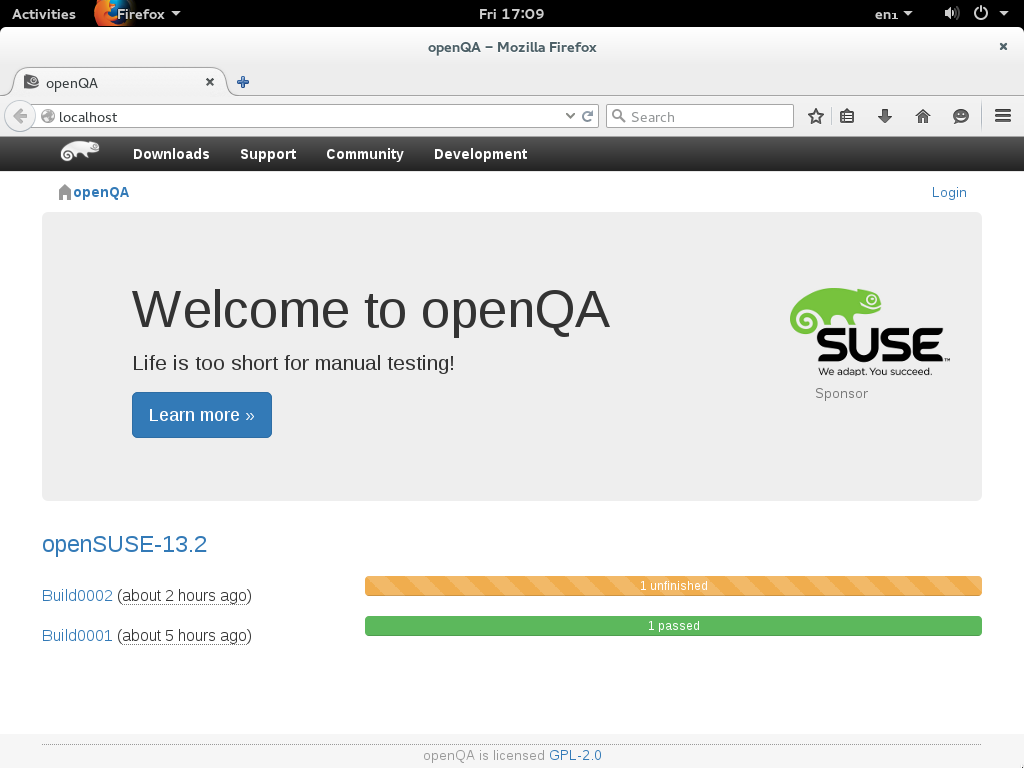 Activities Firefox Fri 17:09 en₁
openQA – Mozilla Firefox
openQA
localhost Search
Downloads Support Community Development
openQA Login
Welcome to openQA
Life is too short for manual testing!
Learn more »
SUSE™
We adapt. You succeed.
Sponsor
openSUSE-13.2
Build0002 (about 2 hours ago) 1 unfinished
Build0001 (about 5 hours ago) 1 passed
openQA is licensed GPL-2.0